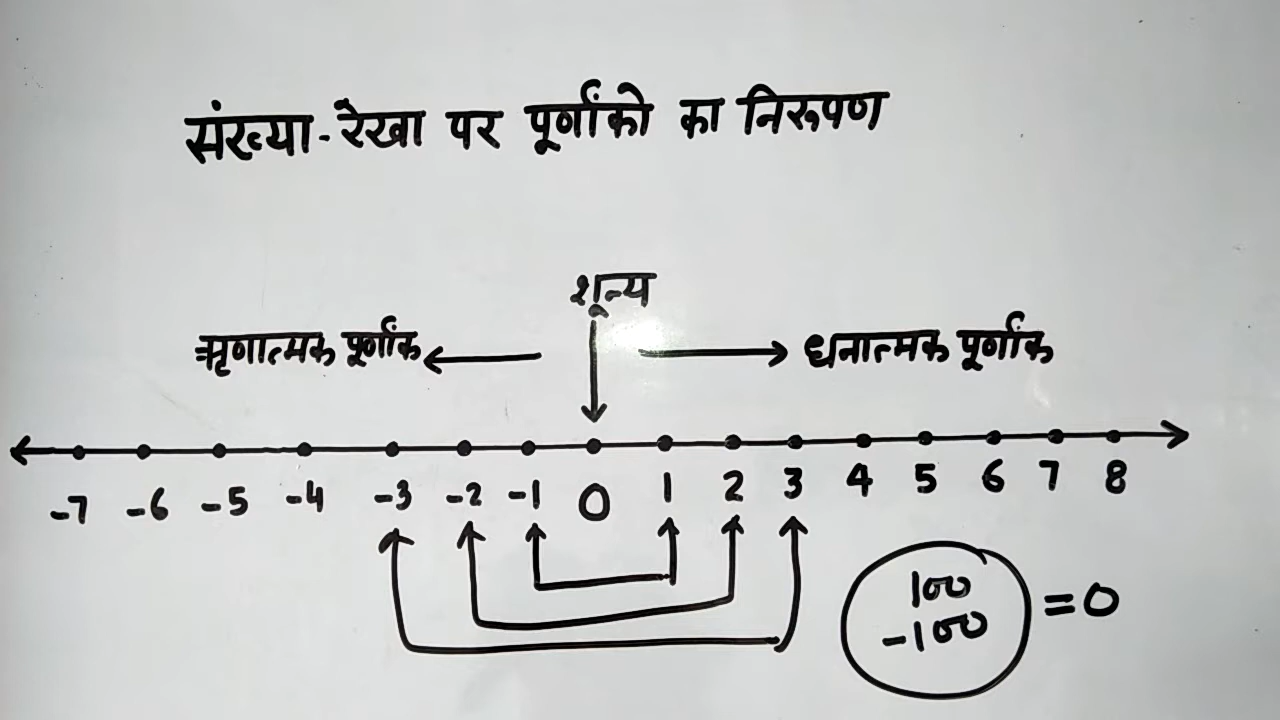 संख्या-रेखा पर पूर्णांको का निरूपण
शून्य
ऋणात्मक पूर्णांक धनात्मक पूर्णांक
-7 -6 -5 -4 -3 -2 -1 0 1 2 3 4 5 6 7 8
100
-100 = 0